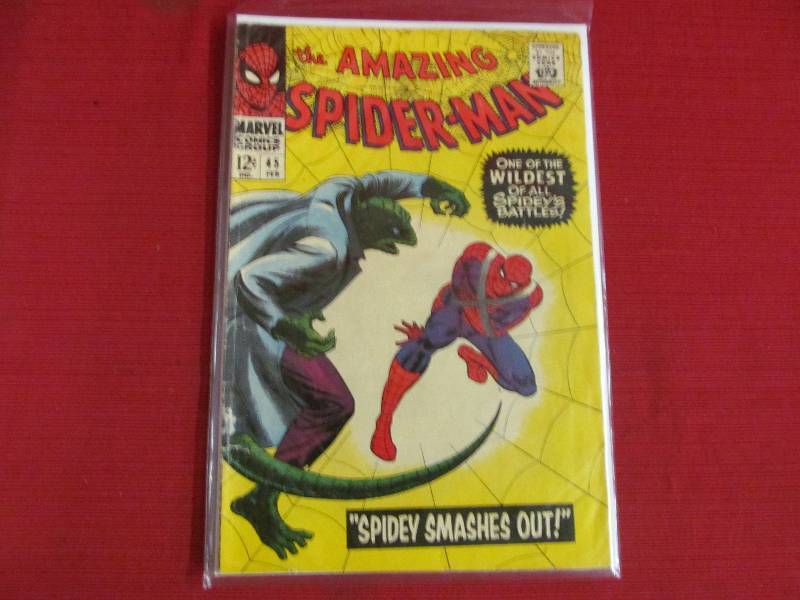 the AMAZING
SPIDER-MAN
MARVEL
COMICS
GROUP
12¢ 45
IND. FEB
ONE OF THE
WILDEST
OF ALL
SPIDEY'S
BATTLES!
"SPIDEY SMASHES OUT!"